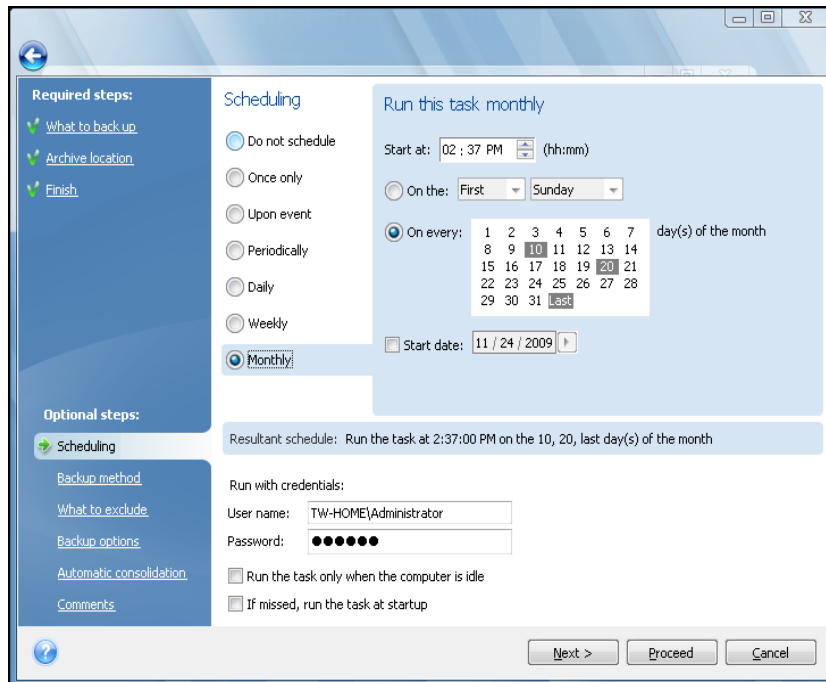 Required steps:
What to back up
Archive location
Finish
Optional steps:
Scheduling
Backup method
What to exclude
Backup options
Automatic consolidation
Comments
Scheduling
Do not schedule
Once only
Upon event
Periodically
Daily
Weekly
Monthly
Run this task monthly
Start at: 02 : 37 PM (hh:mm)
On the: First Sunday
On every: 1 2 3 4 5 6 7 day(s) of the month
8 9 10 11 12 13 14
15 16 17 18 19 20 21
22 23 24 25 26 27 28
29 30 31 Last
Start date: 11 / 24 / 2009
Resultant schedule: Run the task at 2:37:00 PM on the 10, 20, last day(s) of the month
Run with credentials:
User name: TW-HOME\Administrator
Password: ●●●●●●
Run the task only when the computer is idle
If missed, run the task at startup
?
Next >
Proceed
Cancel